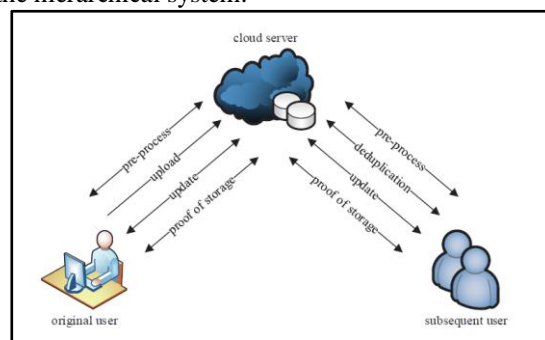 the hierarchical system.
cloud server
pre-process
upload
update
proof of storage
pre-process
deduplication
update
proof of storage
original user
subsequent user